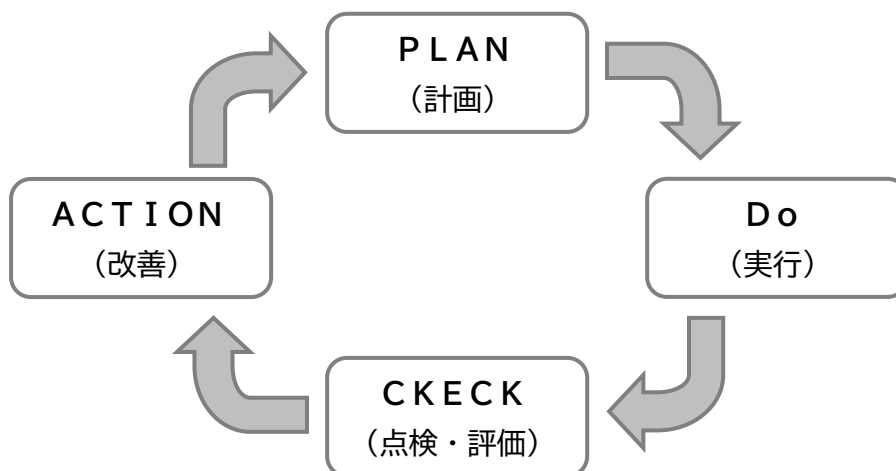 ＰＬＡＮ
（計画）
Ｄｏ
（実行）
ＣＫＥＣＫ
（点検・評価）
ＡＣＴＩＯＮ
（改善）